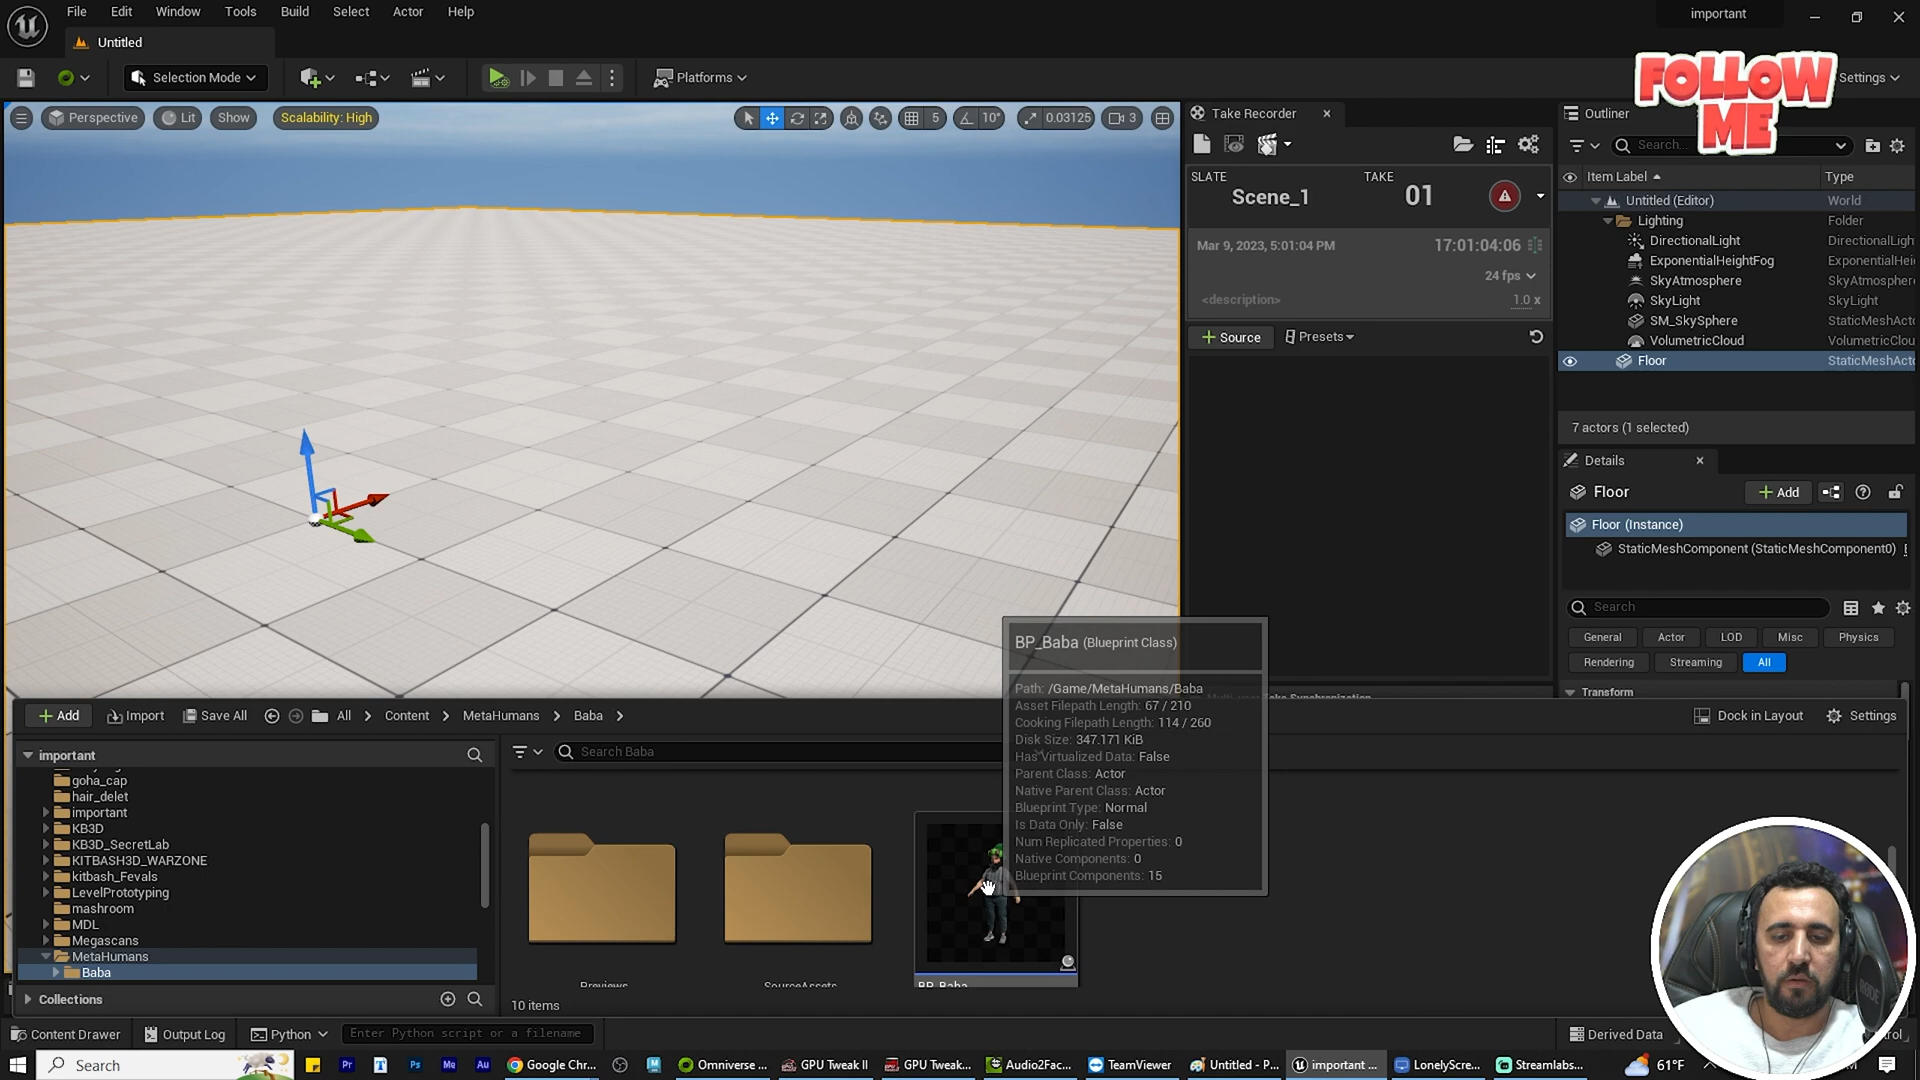 File Edit Window Tools Build Select Actor Help
important
Untitled
Selection Mode
Platforms
Settings
FOLLOW
ME
Perspective
Lit
Show
Scalability: High
5
10°
0.03125
3
Take Recorder
SLATE
Scene_1
TAKE
01
Mar 9, 2023, 5:01:04 PM
17:01:04:06
24 fps
<description>
1.0 x
Source
Presets
Outliner
Search...
Item Label
Type
Untitled (Editor) World
Lighting Folder
DirectionalLight DirectionalLigh
ExponentialHeightFog ExponentialHei
SkyAtmosphere SkyAtmosphere
SkyLight SkyLight
SM_SkySphere StaticMeshActo
VolumetricCloud VolumetricClou
Floor StaticMeshActo
7 actors (1 selected)
Details
Floor
Add
Floor (Instance)
StaticMeshComponent (StaticMeshComponent0)
Search
General Actor LOD Misc Physics
Rendering Streaming All
Transform
BP_Baba (Blueprint Class)
Path: /Game/MetaHumans/Baba
Asset Filepath Length: 67 / 210
Cooking Filepath Length: 114 / 260
Disk Size: 347.171 KiB
Has Virtualized Data: False
Parent Class: Actor
Native Parent Class: Actor
Blueprint Type: Normal
Is Data Only: False
Num Replicated Properties: 0
Native Components: 0
Blueprint Components: 15
Add
Import
Save All
All
Content
MetaHumans
Baba
Dock in Layout
Settings
important
goha_cap
hair_delet
important
KB3D
KB3D_SecretLab
KITBASH3D_WARZONE
kitbash_Fevals
LevelPrototyping
mashroom
MDL
Megascans
MetaHumans
Baba
Collections
Search Baba
Previews
SourceAssets
BP_Baba
10 items
Content Drawer
Output Log
Python
Enter Python script or a filename
Derived Data
Search
Google Chr...
Omniverse ...
GPU Tweak II
GPU Tweak...
Audio2Fac...
TeamViewer
Untitled - P...
important ...
LonelyScre...
Streamlabs...
61°F